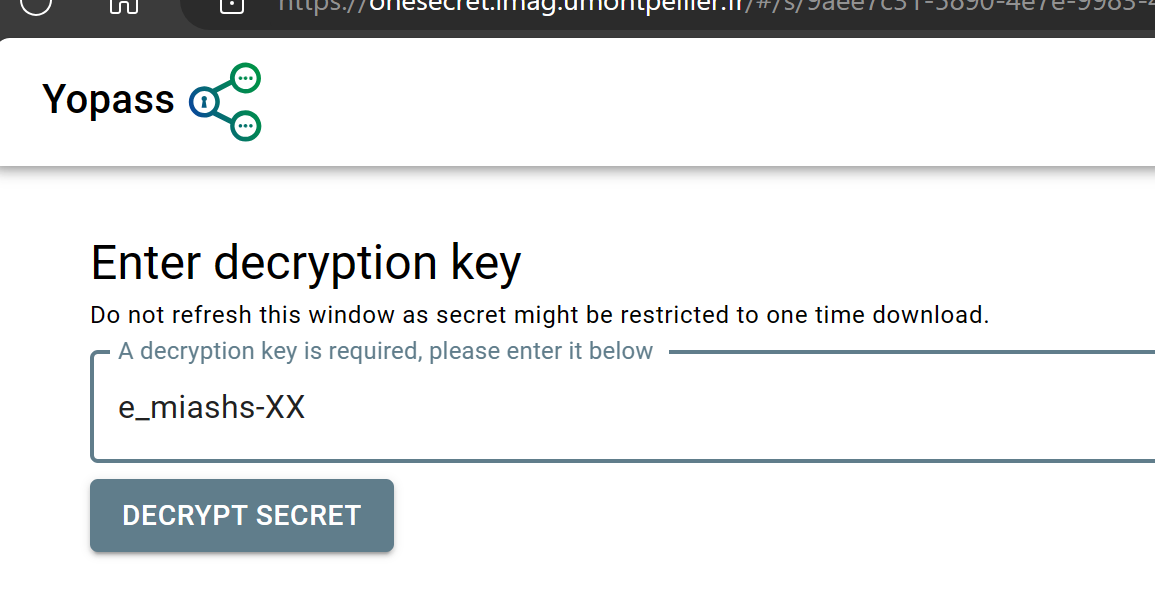 https://onesecret.imag.umontpellier.fr/#/s/9aee7c31-5890-4e7e-9983-
Yopass
Enter decryption key
Do not refresh this window as secret might be restricted to one time download.
A decryption key is required, please enter it below
e_miashs-XX
DECRYPT SECRET